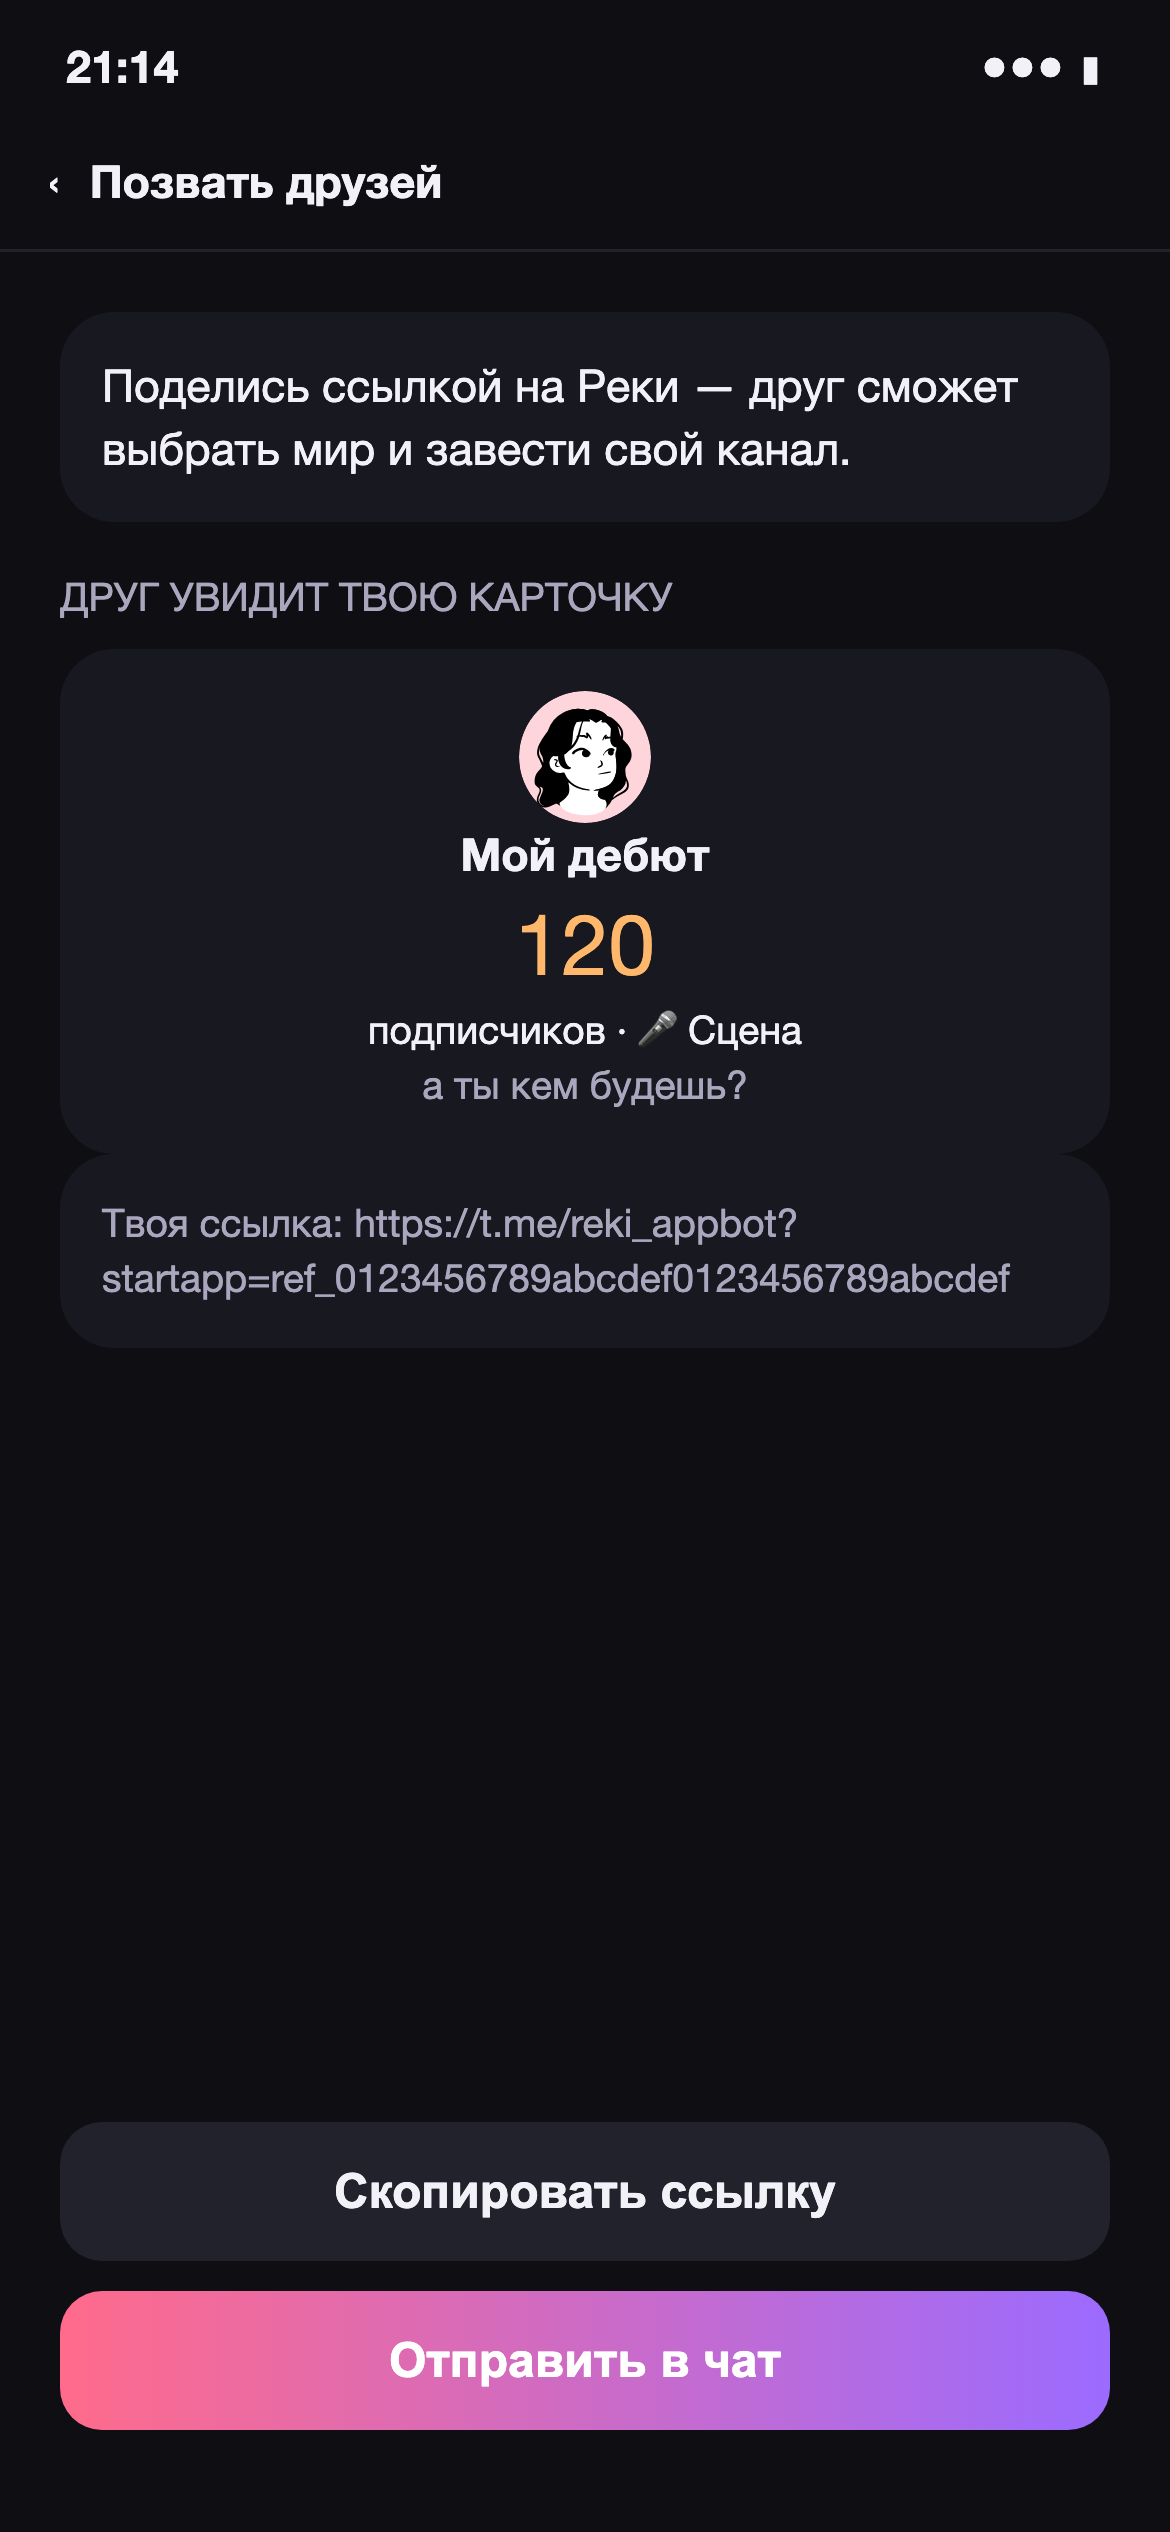 21:14
‹ Позвать друзей
Поделись ссылкой на Реки — друг сможет
выбрать мир и завести свой канал.
ДРУГ УВИДИТ ТВОЮ КАРТОЧКУ
Мой дебют
120
подписчиков · 🎤 Сцена
а ты кем будешь?
Твоя ссылка: https://t.me/reki_appbot?
startapp=ref_0123456789abcdef0123456789abcdef
Скопировать ссылку
Отправить в чат